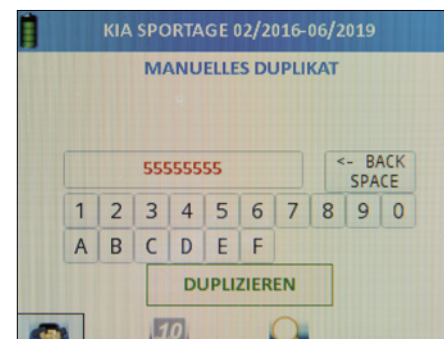 KIA SPORTAGE 02/2016-06/2019
MANUELLES DUPLIKAT
55555555
<- BACK
SPACE
1 2 3 4 5 6 7 8 9 0
A B C D E F
DUPLIZIEREN
10